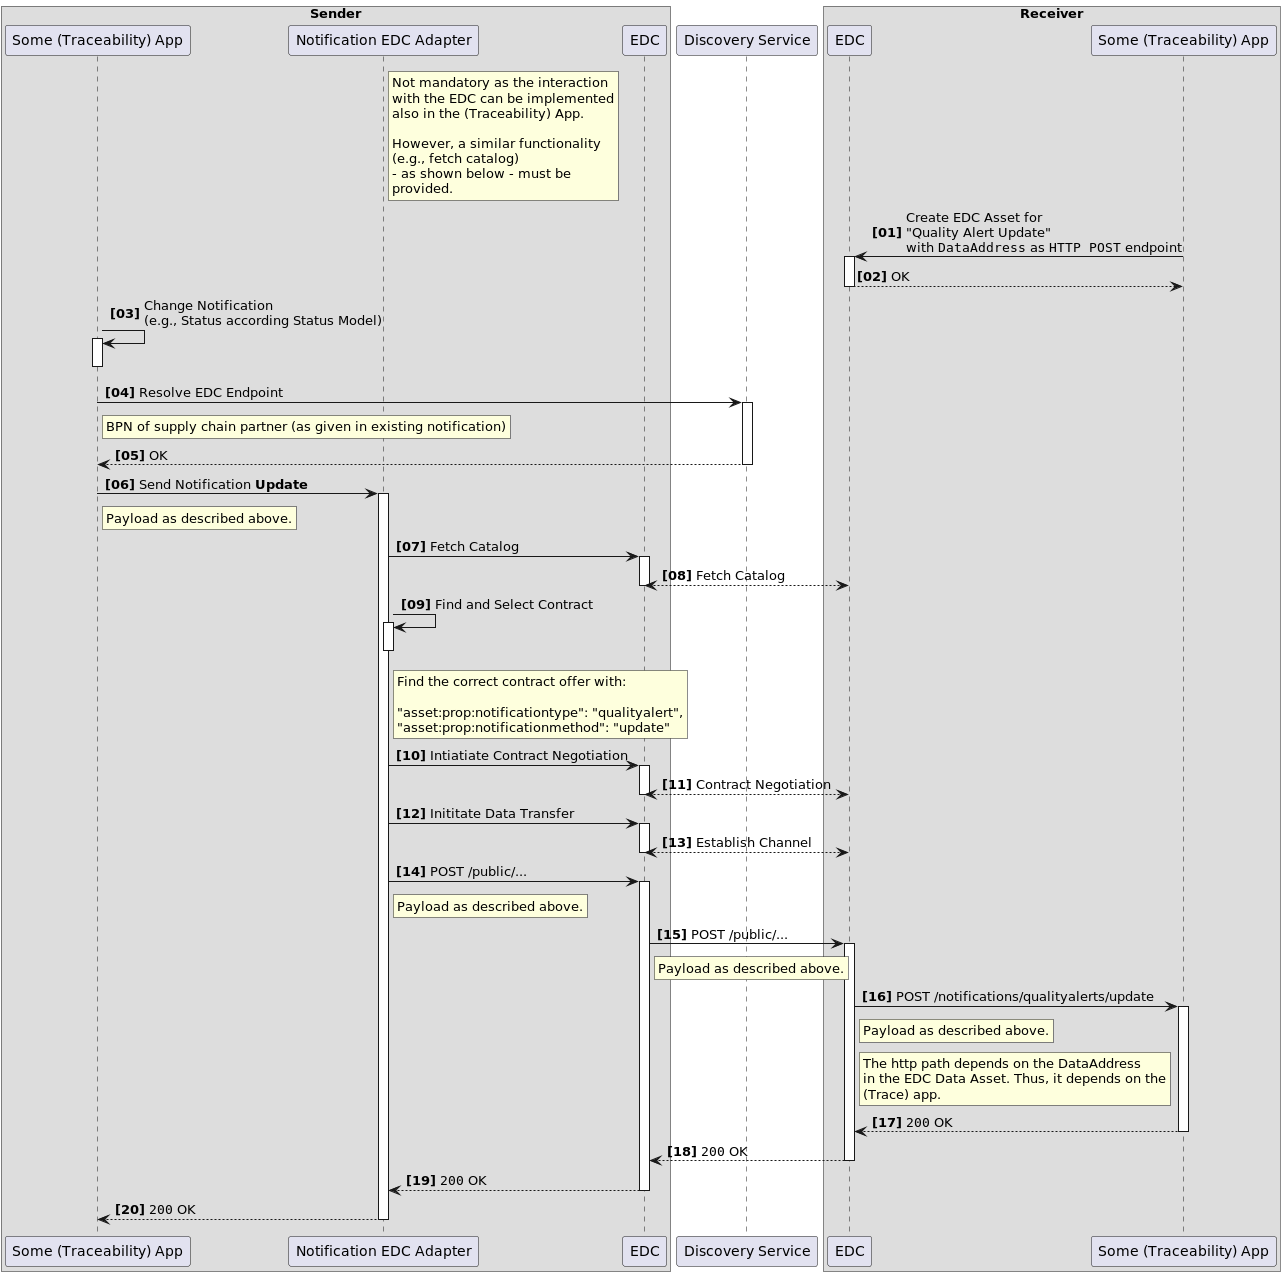 Sender
Receiver
Some (Traceability) App
Notification EDC Adapter
EDC
Discovery Service
EDC
Some (Traceability) App
Not mandatory as the interaction
with the EDC can be implemented
also in the (Traceability) App.
However, a similar functionality
(e.g., fetch catalog)
- as shown below - must be
provided.
Create EDC Asset for
[01] "Quality Alert Update"
with DataAddress as HTTP POST endpoint
[02] OK
[03] Change Notification
(e.g., Status according Status Model)
[04] Resolve EDC Endpoint
BPN of supply chain partner (as given in existing notification)
[05] OK
[06] Send Notification Update
Payload as described above.
[07] Fetch Catalog
[08] Fetch Catalog
[09] Find and Select Contract
Find the correct contract offer with:
"asset:prop:notificationtype": "qualityalert",
"asset:prop:notificationmethod": "update"
[10] Intiatiate Contract Negotiation
[11] Contract Negotiation
[12] Inititate Data Transfer
[13] Establish Channel
[14] POST /public/...
Payload as described above.
[15] POST /public/...
Payload as described above.
[16] POST /notifications/qualityalerts/update
Payload as described above.
The http path depends on the DataAddress
in the EDC Data Asset. Thus, it depends on the
(Trace) app.
[17] 200 OK
[18] 200 OK
[19] 200 OK
[20] 200 OK
Some (Traceability) App
Notification EDC Adapter
EDC
Discovery Service
EDC
Some (Traceability) App